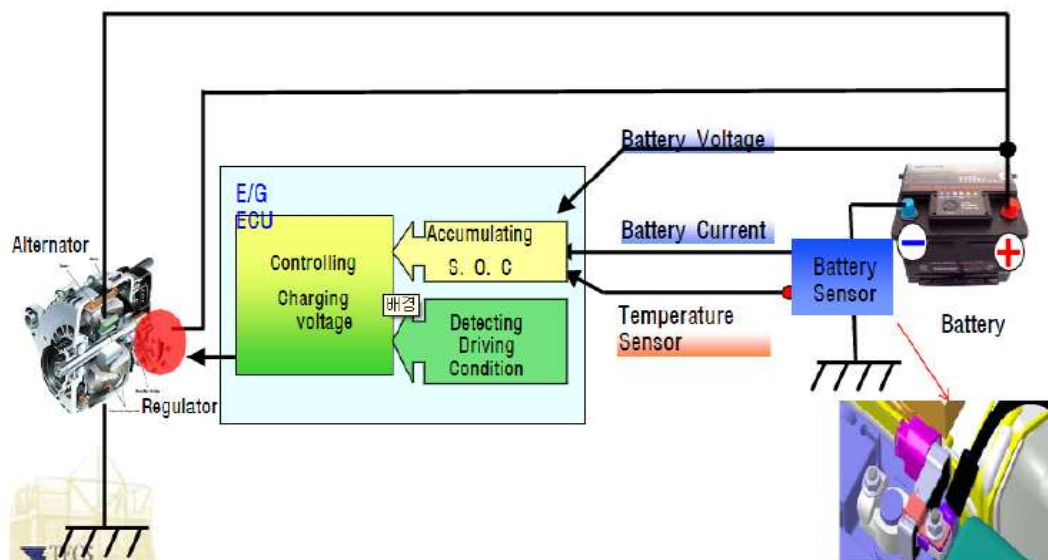 Battery Voltage
E/G
ECU
Alternator
Accumulating
S. O. C
Battery Current
Controlling
Charging
voltage
배경
Battery
Sensor
Detecting
Driving
Condition
Temperature
Sensor
Battery
Regulator